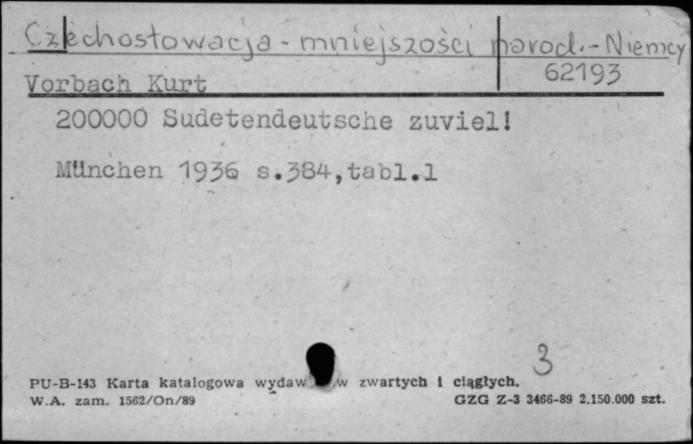 Czechosłowacja - mniejszości narod. - Niemcy
62193
Vorbach Kurt
200000 Sudetendeutsche zuviel!
München 1936 s.384,tabl.1
3
PU-B-143 Karta katalogowa wydaw w zwartych i ciągłych.
W.A. zam. 1562/On/89 GZG Z-3 3466-89 2.150.000 szt.